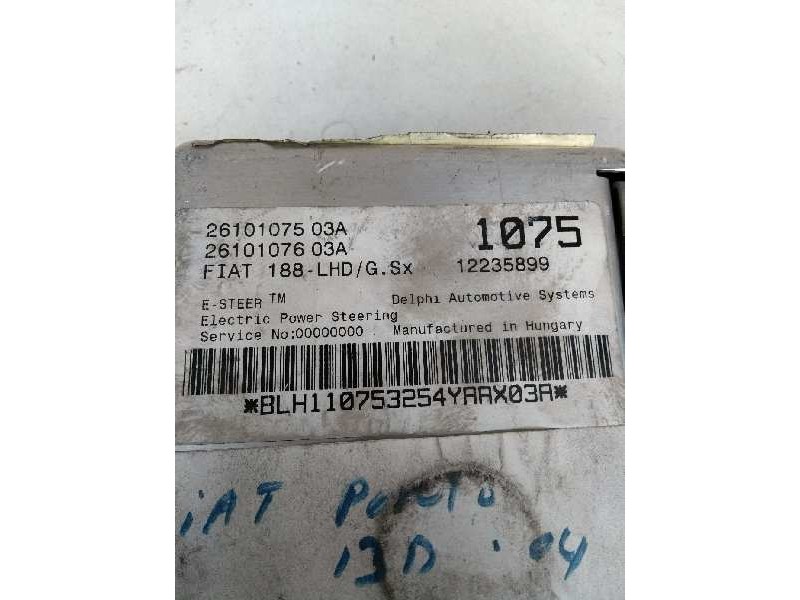 26101075 03A
26101076 03A
1075
FIAT 188-LHD/G.Sx 12235899
E-STEER TM Delphi Automotive Systems
Electric Power Steering
Service No:00000000 Manufactured in Hungary
*BLH110753254YAAX03A*
iAT Punto
13D '04